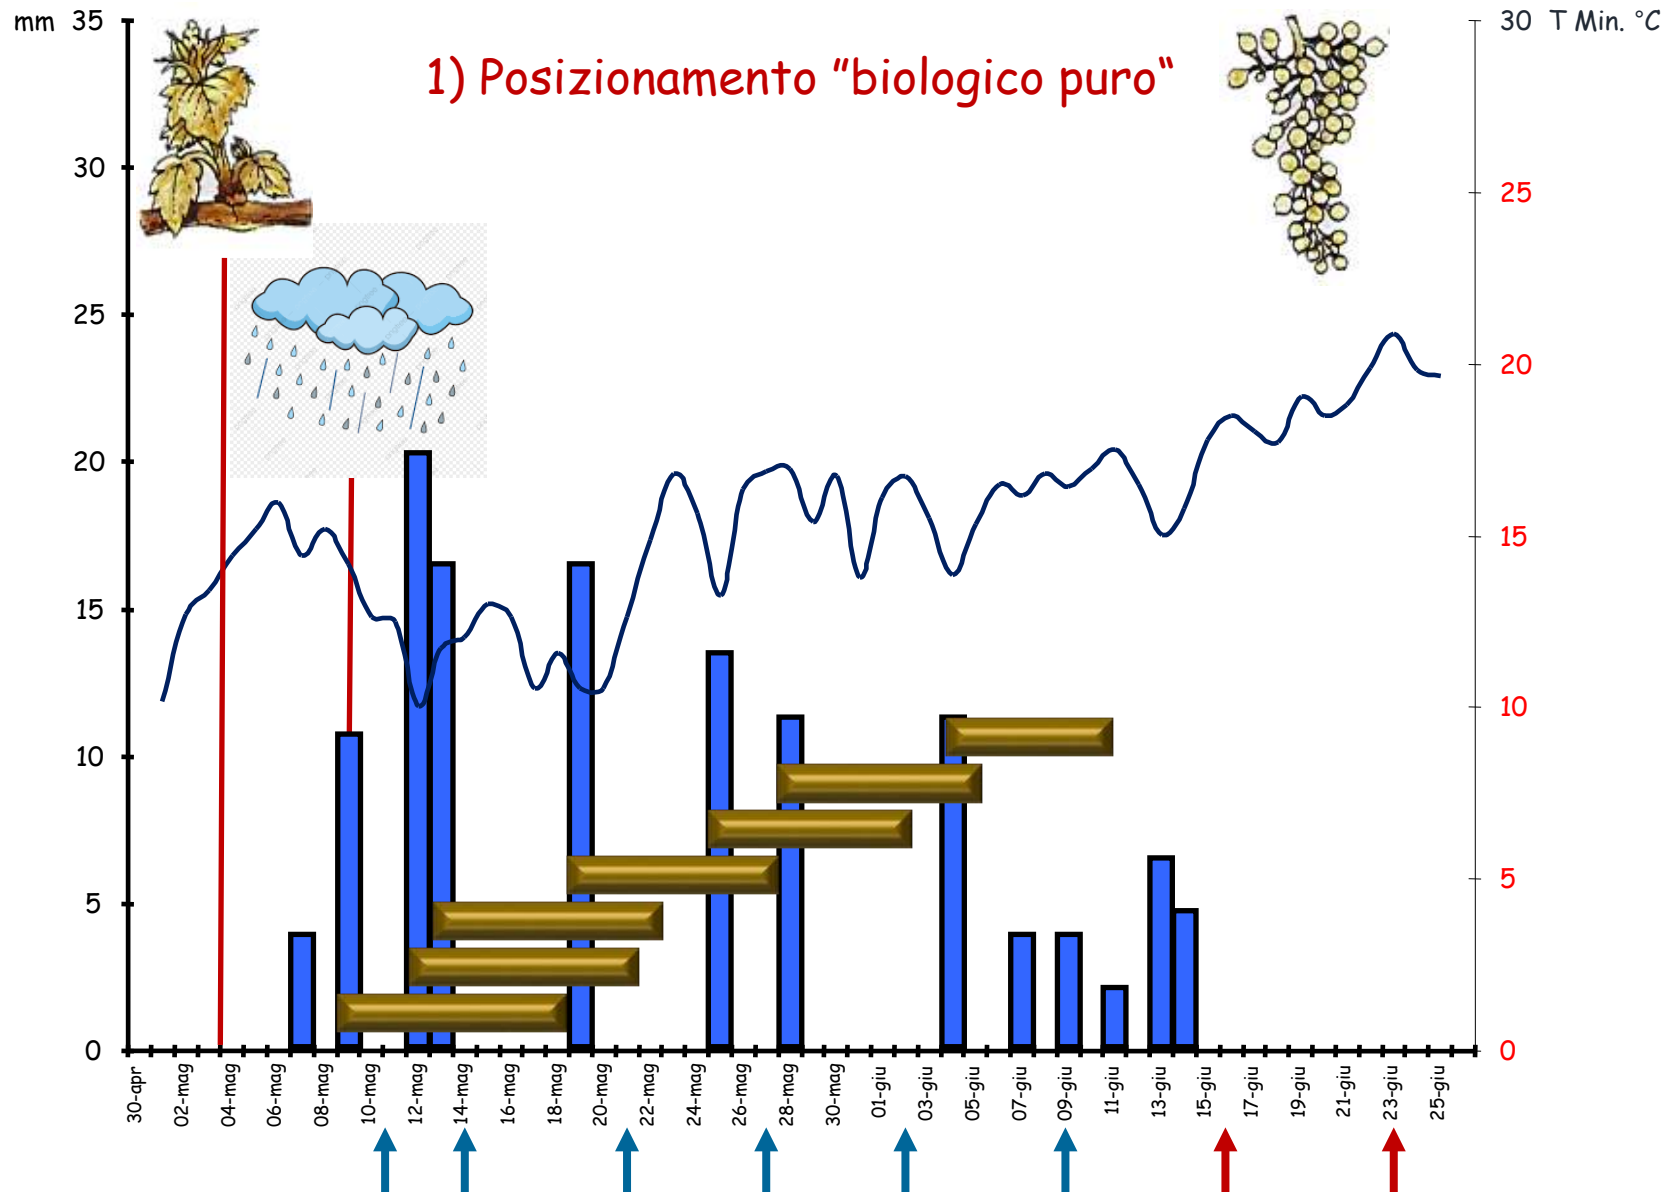 mm 35
30 T Min. °C
1) Posizionamento "biologico puro“
30
25
25
20
20
15
15
10
10
5
5
0
0
30-apr
02-mag
04-mag
06-mag
08-mag
10-mag
12-mag
14-mag
16-mag
18-mag
20-mag
22-mag
24-mag
26-mag
28-mag
30-mag
01-giu
03-giu
05-giu
07-giu
09-giu
11-giu
13-giu
15-giu
17-giu
19-giu
21-giu
23-giu
25-giu